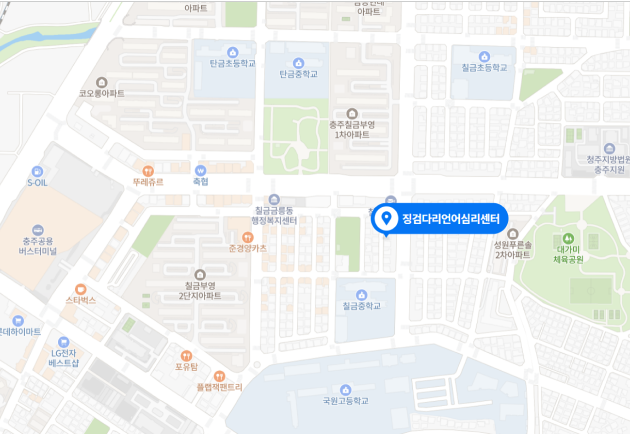 아파트
아파트
탄금초등학교
탄금중학교
칠금초등학교
코오롱아파트
충주칠금부영
1차아파트
청주지방법원
충주지원
S-OIL
뚜레쥬르
축협
칠금금릉동
행정복지센터
징검다리언어심리센터
충주공용
버스터미널
준경양카츠
성원푸른솔
2차아파트
대가미
체육공원
칠금부영
2단지아파트
스타벅스
칠금중학교
롯데하이마트
LG전자
베스트샵
포유탐
플랩잭팬트리
국원고등학교